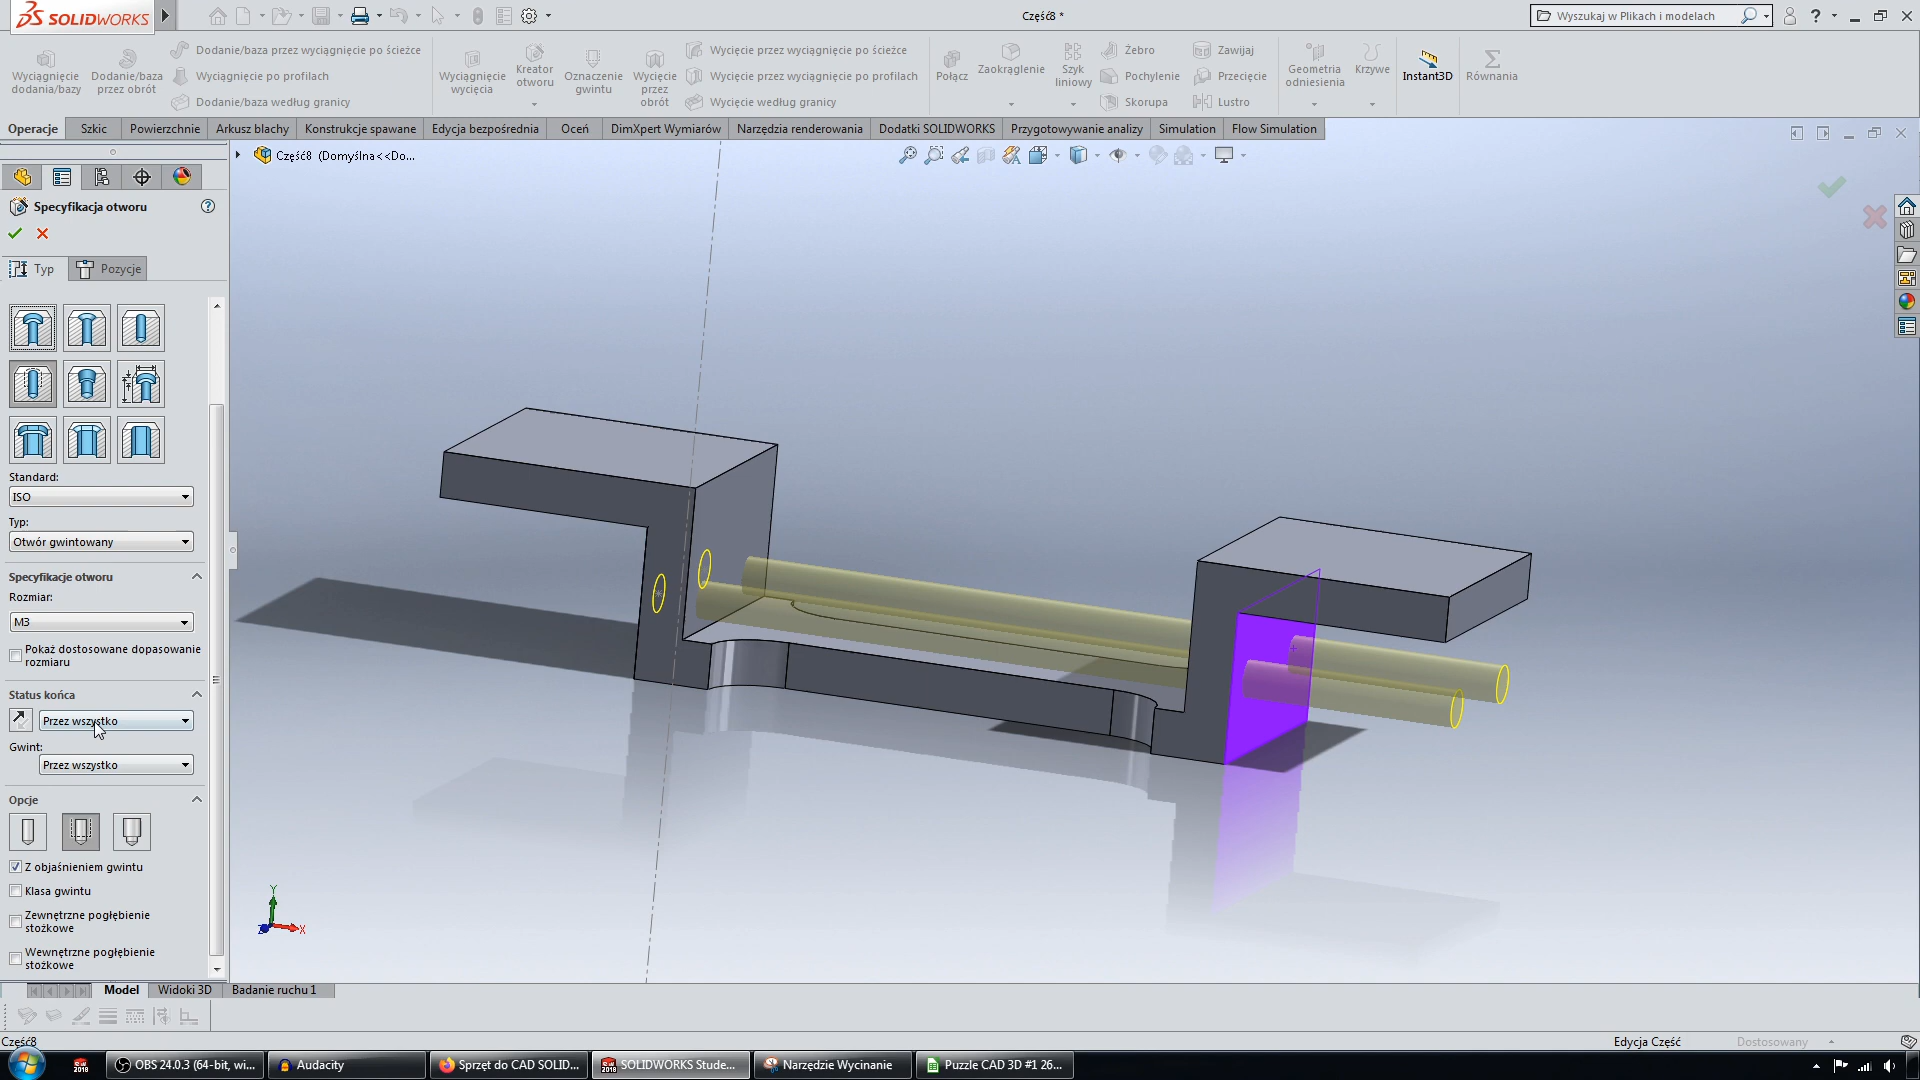 SOLIDWORKS
Część8 *
Wyszukaj w Plikach i modelach
Wyciągnięcie dodania/bazy
Dodanie/baza przez obrót
Dodanie/baza przez wyciągnięcie po ścieżce
Wyciągnięcie po profilach
Dodanie/baza według granicy
Wyciągnięcie wycięcia
Kreator otworu
Oznaczenie gwintu
Wycięcie przez obrót
Wycięcie przez wyciągnięcie po ścieżce
Wycięcie przez wyciągnięcie po profilach
Wycięcie według granicy
Połącz
Zaokrąglenie
Szyk liniowy
Żebro
Pochylenie
Skorupa
Zawijaj
Przecięcie
Lustro
Geometria odniesienia
Krzywe
Instant3D
Równania
Operacje
Szkic
Powierzchnie
Arkusz blachy
Konstrukcje spawane
Edycja bezpośrednia
Oceń
DimXpert Wymiarów
Narzędzia renderowania
Dodatki SOLIDWORKS
Przygotowywanie analizy
Simulation
Flow Simulation
Część8 (Domyślna<<Do...
Specyfikacja otworu
Typ
Pozycje
Standard:
ISO
Typ:
Otwór gwintowany
Specyfikacje otworu
Rozmiar:
M3
Pokaż dostosowane dopasowanie
rozmiaru
Status końca
Przez wszystko
Gwint:
Przez wszystko
Opcje
Z objaśnieniem gwintu
Klasa gwintu
Zewnętrzne pogłębienie
stożkowe
Wewnętrzne pogłębienie
stożkowe
Y
X
Z
Model
Widoki 3D
Badanie ruchu 1
Część8
Edycja Część
Dostosowany
2018
OBS 24.0.3 (64-bit, wi...
Audacity
Sprzęt do CAD SOLID...
SOLIDWORKS Stude...
Narzędzie Wycinanie
Puzzle CAD 3D #1 26...